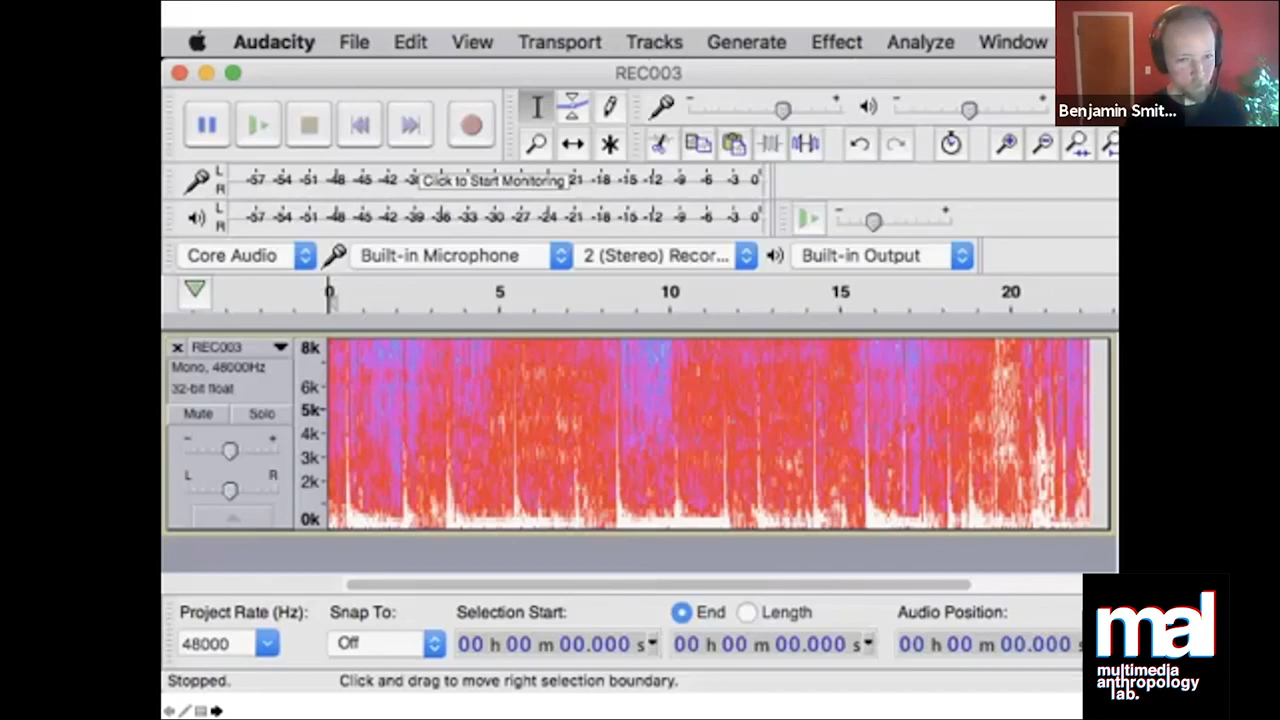 Audacity File Edit View Transport Tracks Generate Effect Analyze Window
REC003
Benjamin Smit...
L
R
-57 -54 -51 -48 -45 -42 Click to Start Monitoring 21 -18 -15 -12 -9 -6 -3 0
L
R
-57 -54 -51 -48 -45 -42 -39 -36 -33 -30 -27 -24 -21 -18 -15 -12 -9 -6 -3 0
Core Audio Built-in Microphone 2 (Stereo) Recor... Built-in Output
0 5 10 15 20
REC003
Mono, 48000Hz
32-bit float
Mute Solo
L R
8k
6k
5k
4k
3k
2k
0k
Project Rate (Hz): Snap To: Selection Start: End Length Audio Position:
48000 Off 00 h 00 m 00.000 s 00 h 00 m 00.000 s 00 h 00 m 00.000 s
Stopped. Click and drag to move right selection boundary.
mal
multimedia
anthropology
lab.